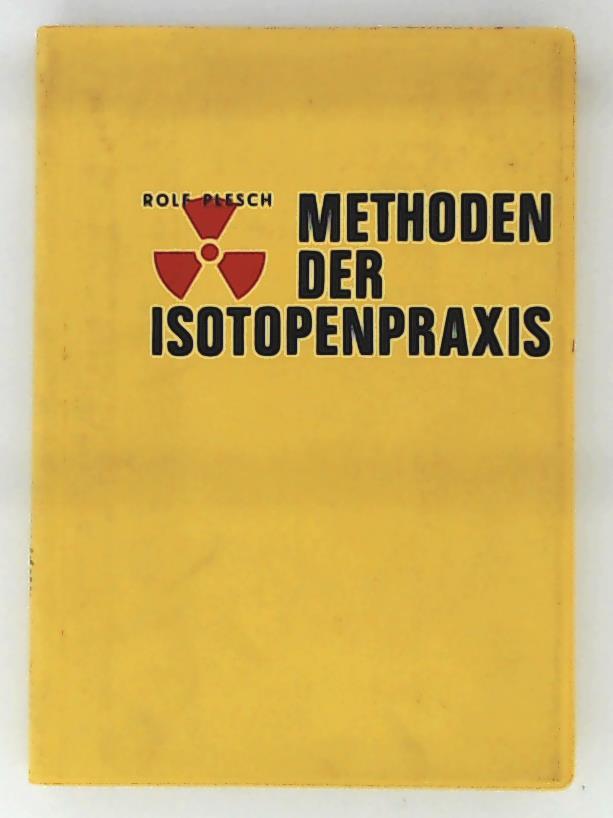 ROLF PLESCH
METHODEN
DER
ISOTOPENPRAXIS